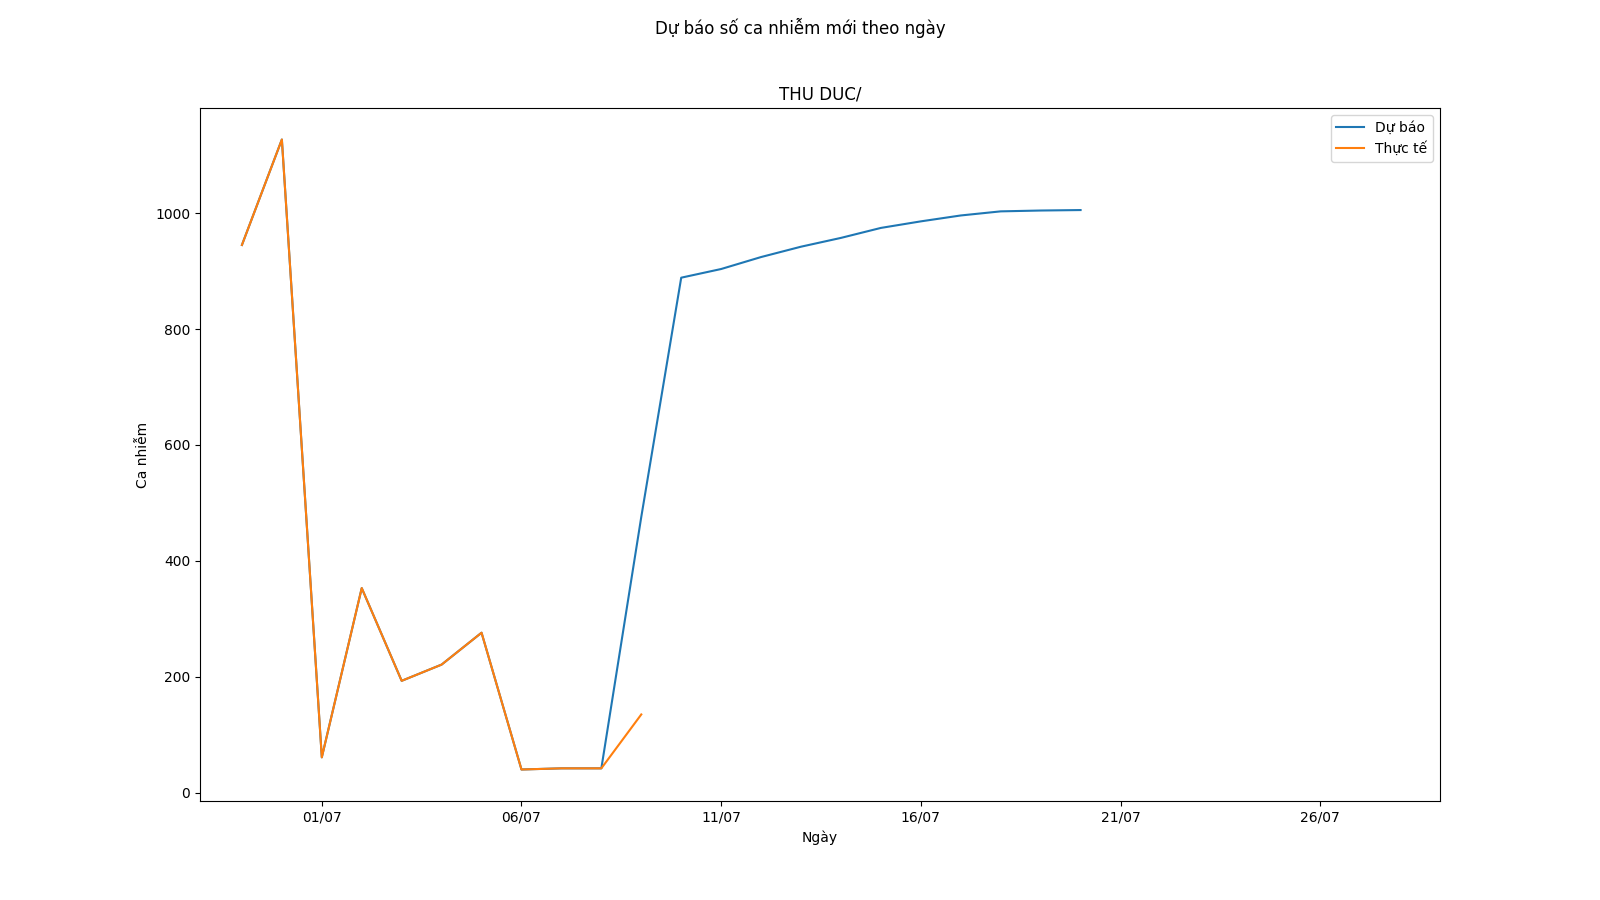 Dự báo số ca nhiễm mới theo ngày
THU DUC/
Dự báo
Thực tế
1000
800
600
400
200
0
Ca nhiễm
01/07
06/07
11/07
16/07
21/07
26/07
Ngày